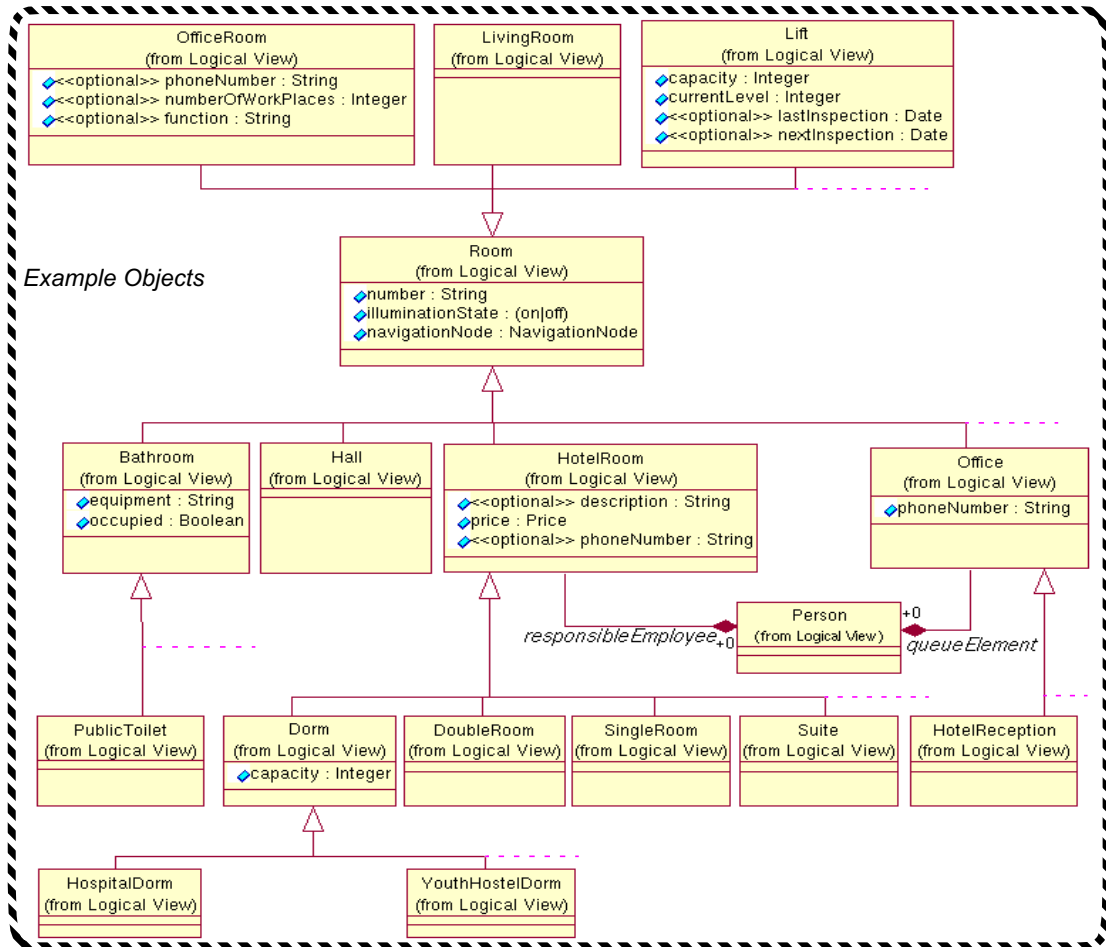 OfficeRoom
(from Logical View)
<<optional>> phoneNumber : String
<<optional>> numberOfWorkPlaces : Integer
<<optional>> function : String
LivingRoom
(from Logical View)
Lift
(from Logical View)
capacity : Integer
currentLevel : Integer
<<optional>> lastInspection : Date
<<optional>> nextInspection : Date
Example Objects
Room
(from Logical View)
number : String
illuminationState : (on|off)
navigationNode : NavigationNode
Bathroom
(from Logical View)
equipment : String
occupied : Boolean
Hall
(from Logical View)
HotelRoom
(from Logical View)
<<optional>> description : String
price : Price
<<optional>> phoneNumber : String
Office
(from Logical View)
phoneNumber : String
responsibleEmployee
+0
Person
(from Logical View)
+0
queueElement
PublicToilet
(from Logical View)
Dorm
(from Logical View)
capacity : Integer
DoubleRoom
(from Logical View)
SingleRoom
(from Logical View)
Suite
(from Logical View)
HotelReception
(from Logical View)
HospitalDorm
(from Logical View)
YouthHostelDorm
(from Logical View)